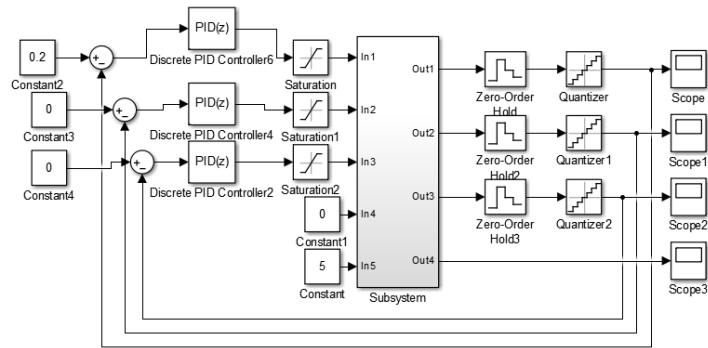 PID(z)
0.2
Constant2
Discrete PID Controller6
Saturation
In1
Out1
Zero-Order
Hold
Quantizer
Scope
0
Constant3
PID(z)
Discrete PID Controller4
Saturation1
In2
Out2
Zero-Order
Hold2
Quantizer1
Scope1
0
Constant4
PID(z)
Discrete PID Controller2
Saturation2
In3
Out3
Zero-Order
Hold3
Quantizer2
Scope2
0
Constant1
In4
5
Constant
In5
Out4
Subsystem
Scope3